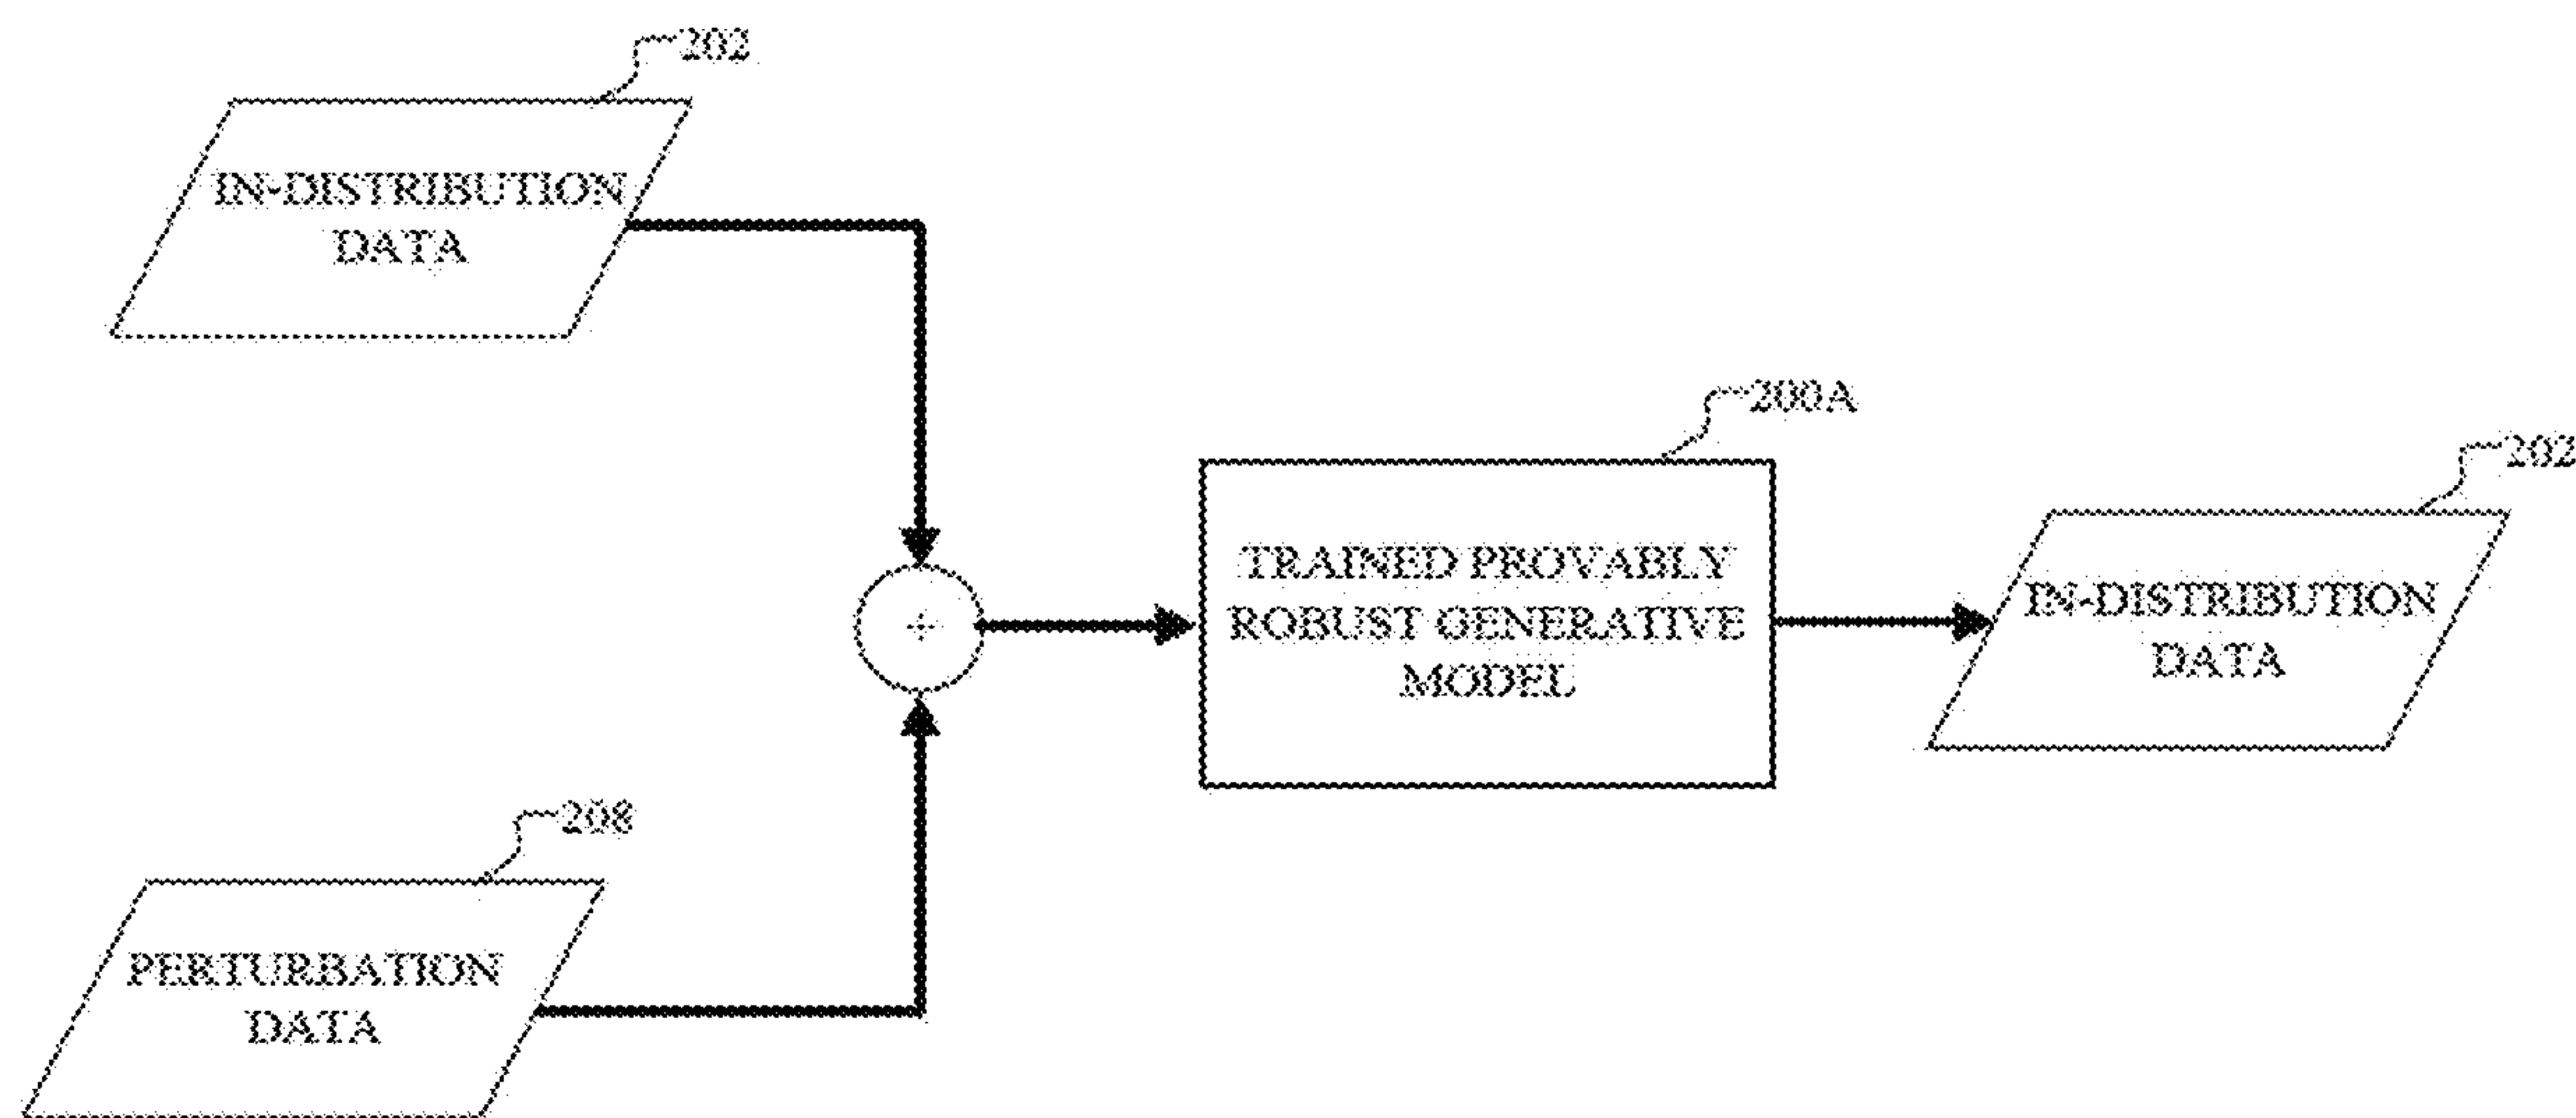 202
IN-DISTRIBUTION
DATA
200A
202
TRAINED PROVABLY
ROBUST GENERATIVE
MODEL
IN-DISTRIBUTION
DATA
+
208
PERTURBATION
DATA